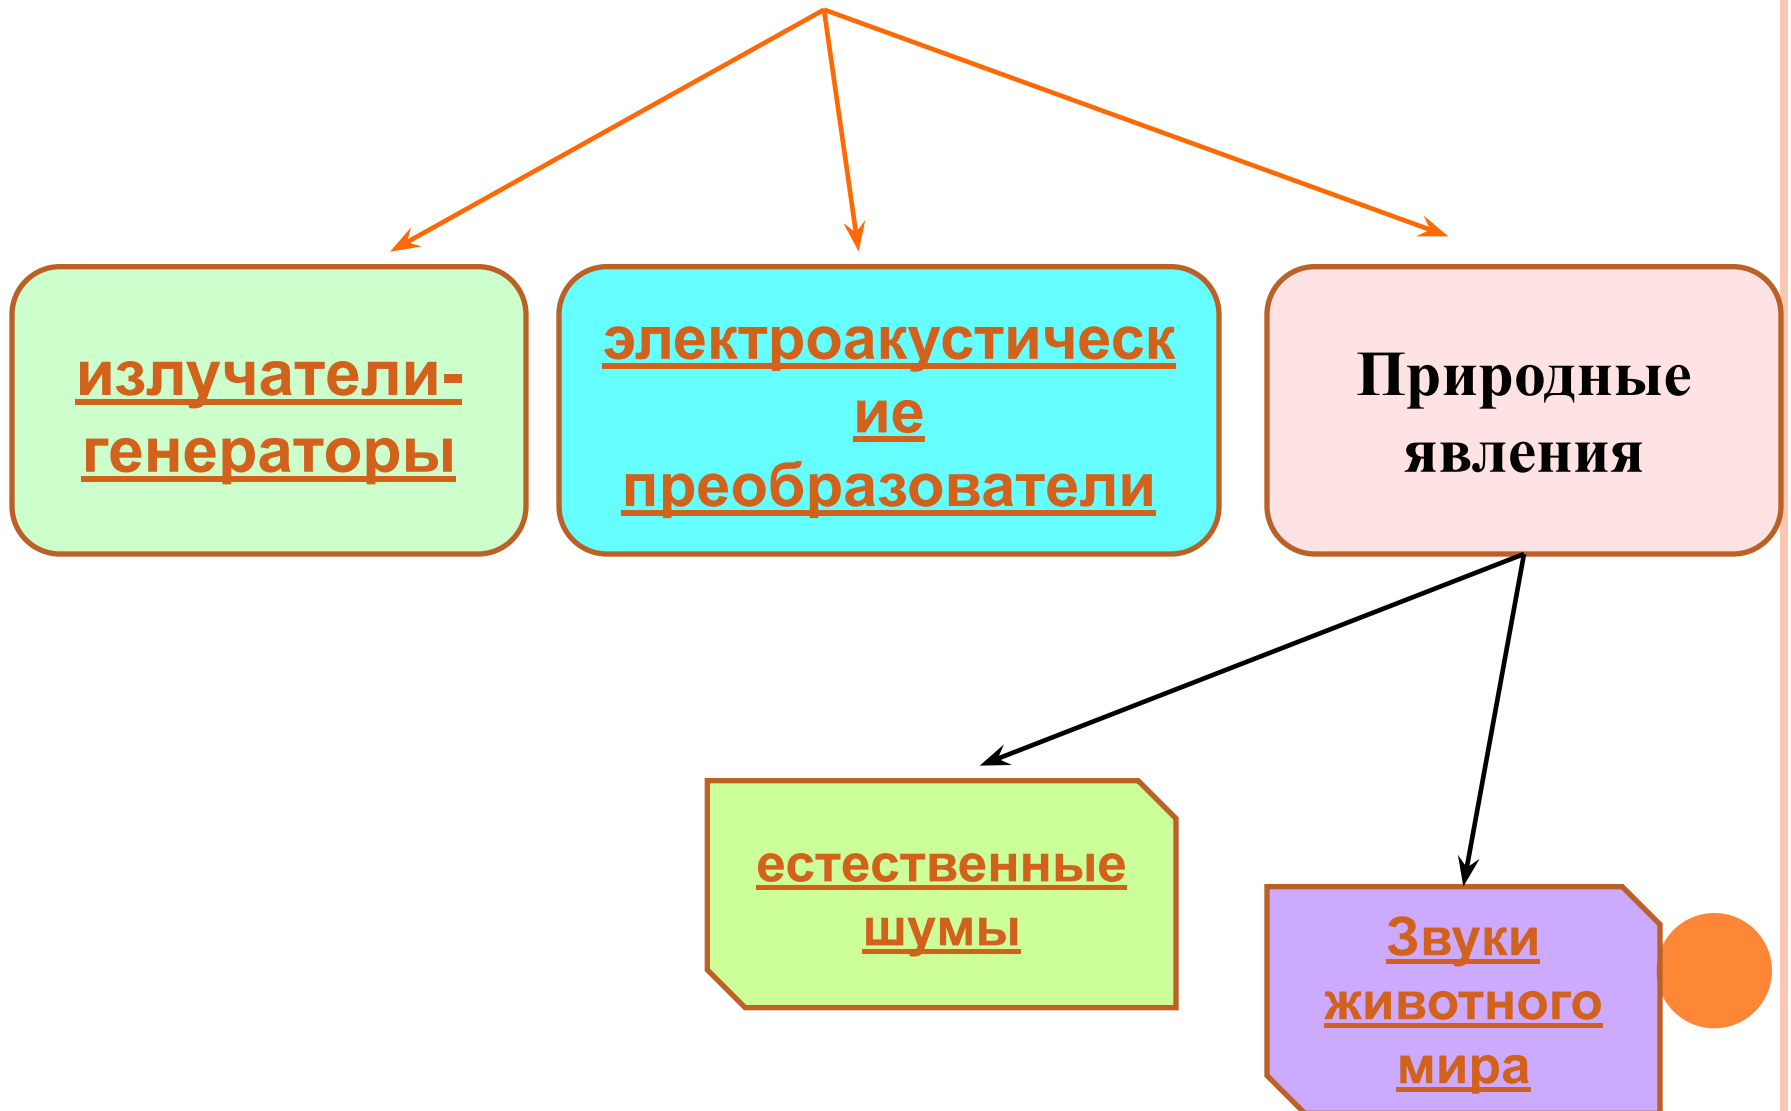 излучатели-
генераторы
электроакустическ
ие
преобразователи
Природные
явления
естественные
шумы
Звуки
животного
мира